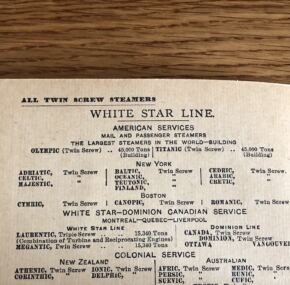 ALL TWIN SCREW STEAMERS
WHITE STAR LINE.
AMERICAN SERVICES
MAIL AND PASSENGER STEAMERS
THE LARGEST STEAMERS IN THE WORLD—BUILDING
OLYMPIC (Twin Screw) .. 45,000 Tons | TITANIC (Twin Screw) .. 45,000 Tons
(Building) (Building)
NEW YORK
ADRIATIC, Twin Screw | BALTIC, Twin Screw | CEDRIC, Twin Screw
CELTIC, " | OCEANIC, " | ARABIC,
MAJESTIC, " | TEUTONIC, " | CRETIC, "
FINLAND, "
BOSTON
CYMRIC, Twin Screw | CANOPIC, Twin Screw | ROMANIC, Twin Screw
WHITE STAR—DOMINION CANADIAN SERVICE
MONTREAL—QUEBEC—LIVERPOOL
WHITE STAR LINE DOMINION LINE
LAURENTIC, Triple Screw .. 15,340 Tons CANADA, Twin Screw
(Combination of Turbine and Reciprocating Engines) DOMINION,
MEGANTIC, Twin Screw .. 15,340 Tons OTTAWA VANCOUVE
COLONIAL SERVICE
NEW ZEALAND AUSTRALIAN
ATHENIC, Twin Screw | IONIC, Twin Screw AFRIC, Twin Screw | MEDIC, Twin Scre
CORINTHIC, " | DELPHIC, " PERSIC, " | RUNIC,
SUEVIC, " | CUFIC,